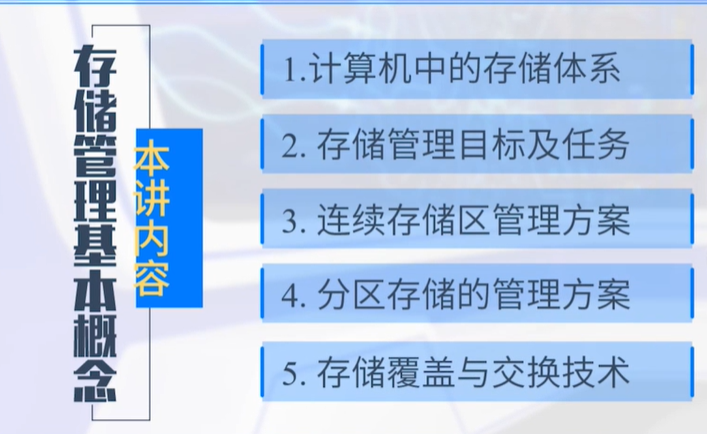 存储管理基本概念
本讲内容
1.计算机中的存储体系
2. 存储管理目标及任务
3. 连续存储区管理方案
4. 分区存储的管理方案
5. 存储覆盖与交换技术